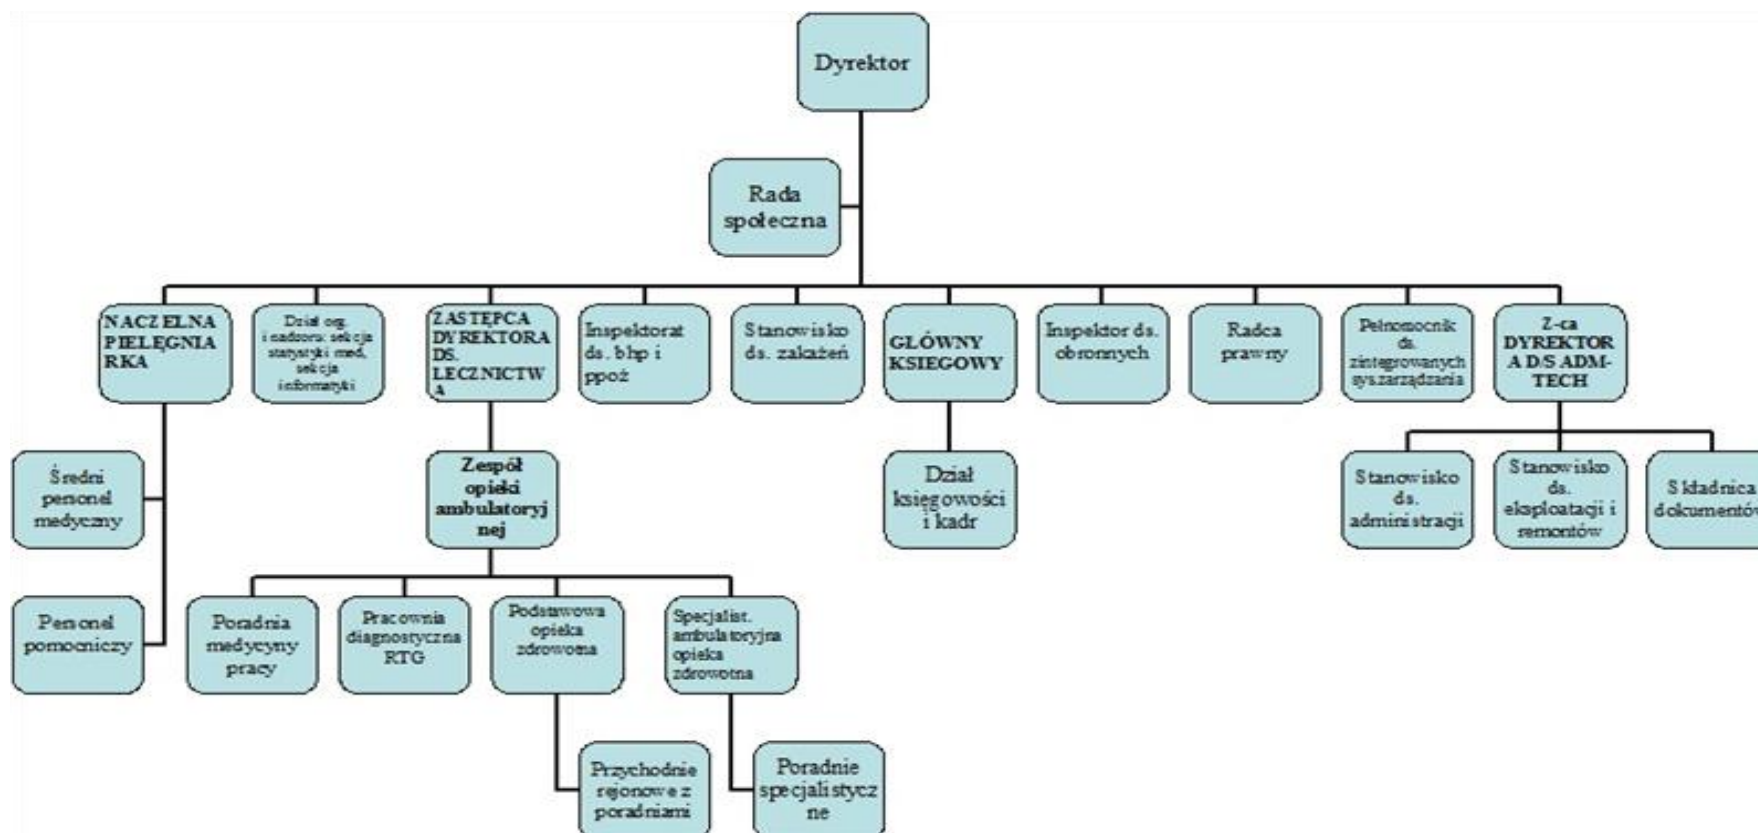 Dyrektor
Rada
społeczna
NACZELNA
PIELĘGNIA
RKA
Dział org.
i nadzoru: sekcja
statystyki med,
sekcja
informatyki
ZASTĘPCA
DYREKTORA
DS.
LECZNICTW
A
Inspektorat
ds. bhp i
ppoż
Stanowisko
ds. zakażeń
GŁÓWNY
KSIEGOWY
Inspektor ds.
obronnych
Radca
prawny
Pełnomocnik
ds.
zintegrowanych
sys.zarządzania
Z-ca
DYREKTOR
A D/S ADM-
TECH
Średni
personel
medyczny
Zespół
opieki
ambulatoryj
nej
Dział
księgowości
i kadr
Stanowisko
ds.
administracji
Stanowisko
ds.
eksploatacji i
remontów
Składnica
dokumentów
Personel
pomocniczy
Poradnia
medycyny
pracy
Pracownia
diagnostyczna
RTG
Podstawowa
opieka
zdrowotna
Specjalist.
ambulatoryjna
opieka
zdrowotna
Przychodnie
rejonowe z
poradniami
Poradnie
specjalistycz
ne